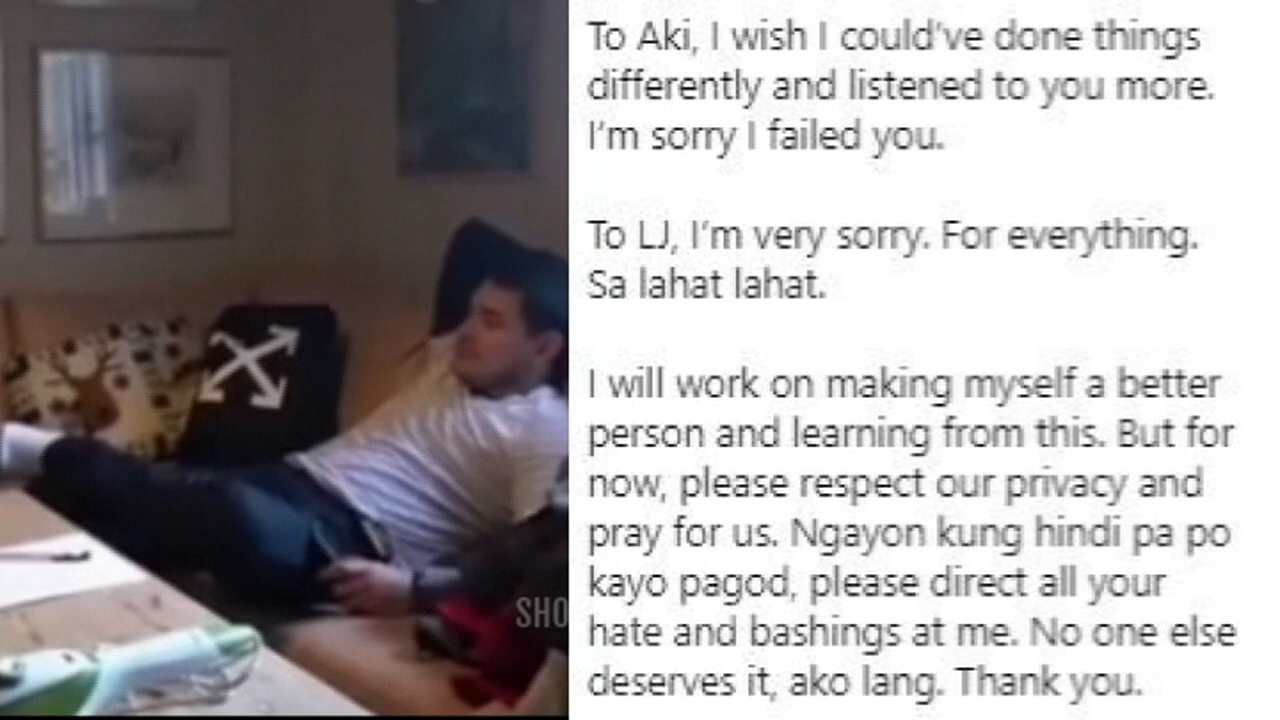 To Aki, I wish I could've done things
differently and listened to you more.
I'm sorry I failed you.
To LJ, I'm very sorry. For everything.
Sa lahat lahat.
I will work on making myself a better
person and learning from this. But for
now, please respect our privacy and
pray for us. Ngayon kung hindi pa po
kayo pagod, please direct all your
hate and bashings at me. No one else
deserves it, ako lang. Thank you.
SHO